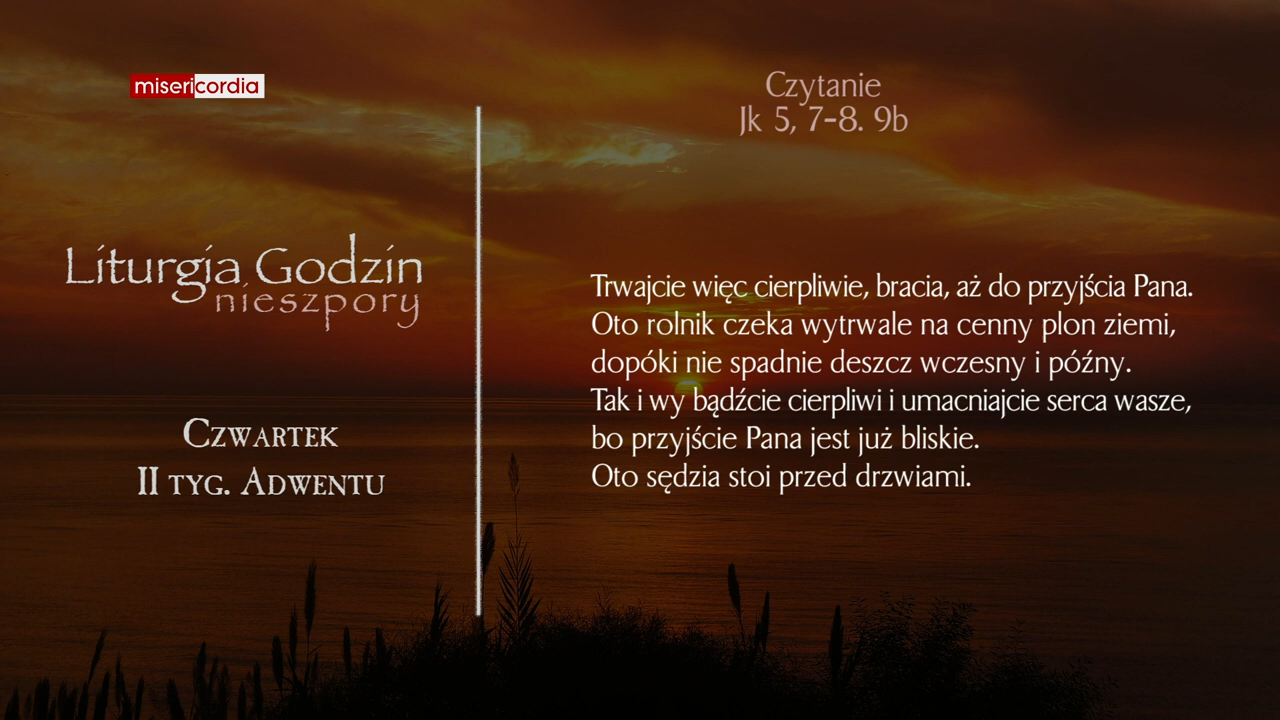 misericordia
Liturgia Godzin
nieszpory
Czwartek
II tyg. Adwentu
Czytanie
Jk 5, 7-8. 9b
Trwajcie więc cierpliwie, bracia, aż do przyjścia Pana.
Oto rolnik czeka wytrwale na cenny plon ziemi,
dopóki nie spadnie deszcz wczesny i późny.
Tak i wy bądźcie cierpliwi i umacniajcie serca wasze,
bo przyjście Pana jest już bliskie.
Oto sędzia stoi przed drzwiami.